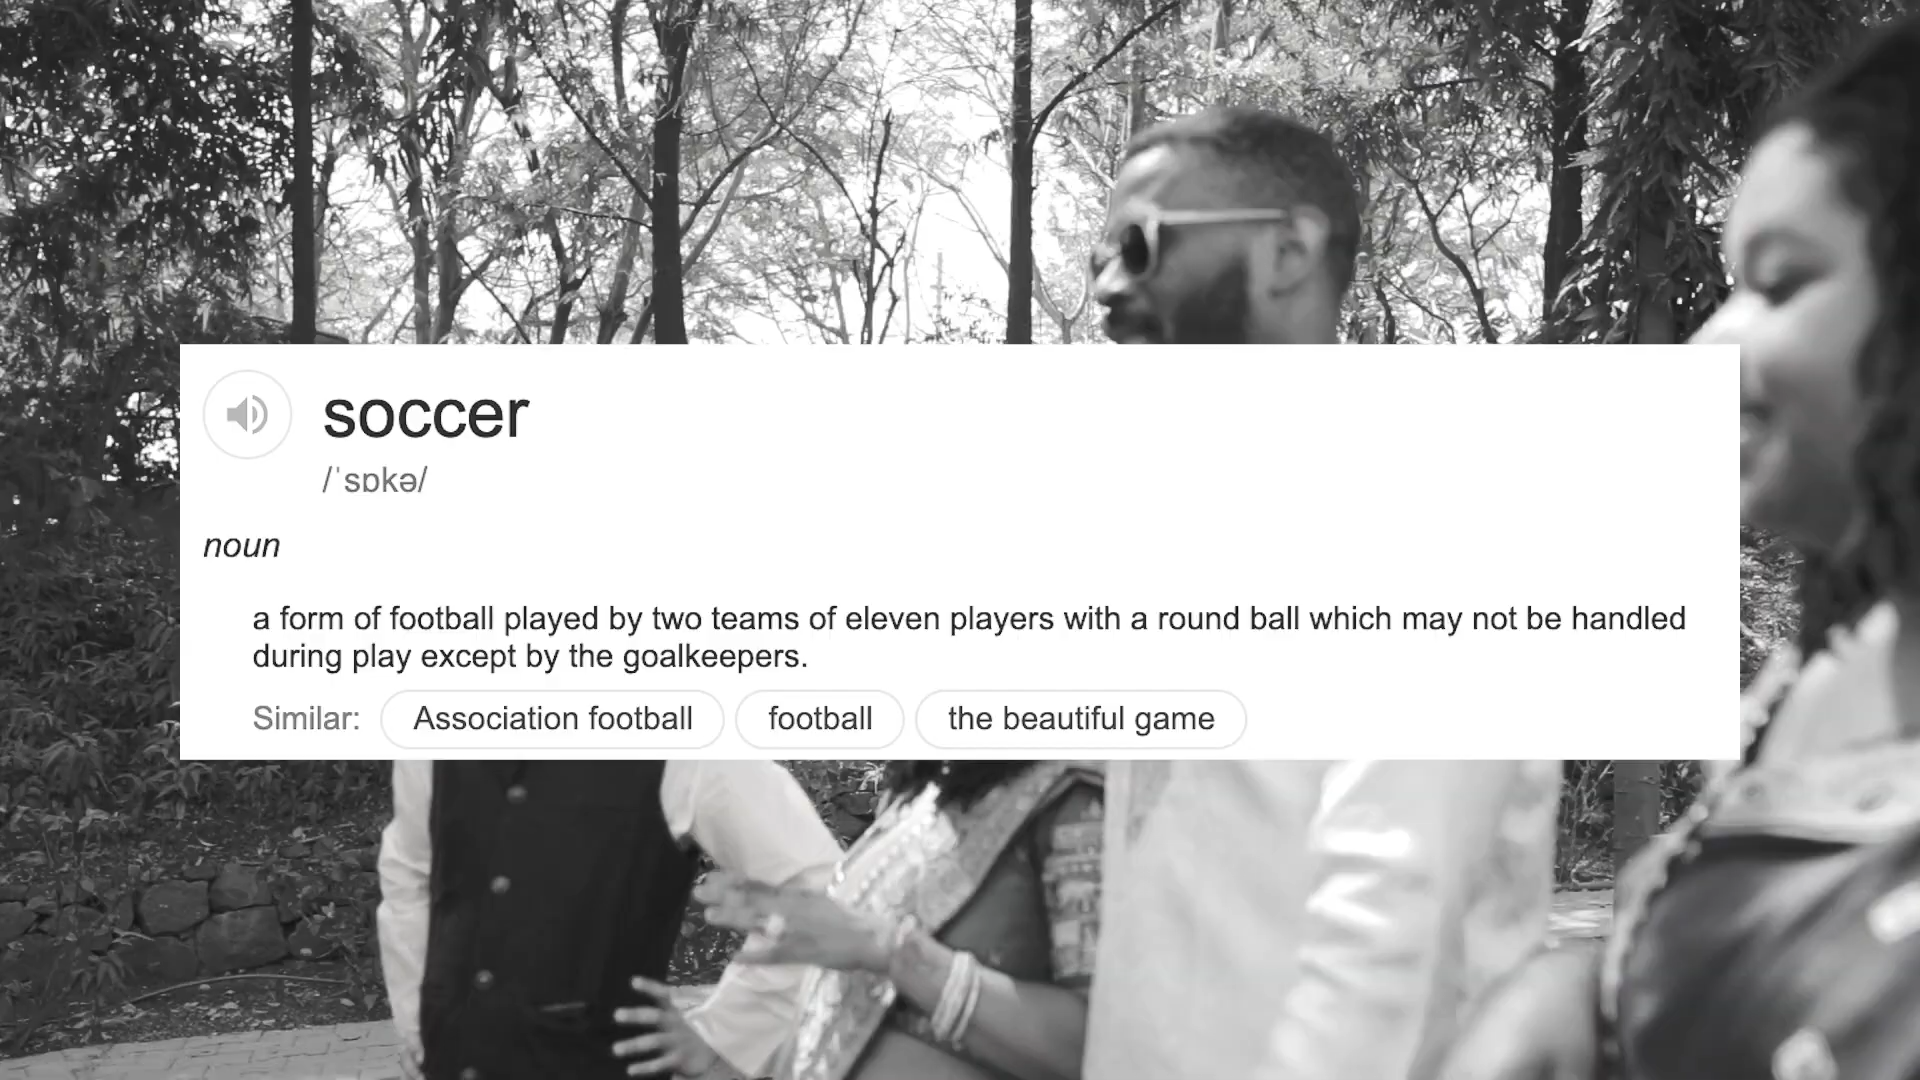 soccer
/ˈsɒkə/
noun
a form of football played by two teams of eleven players with a round ball which may not be handled
during play except by the goalkeepers.
Similar: Association football football the beautiful game